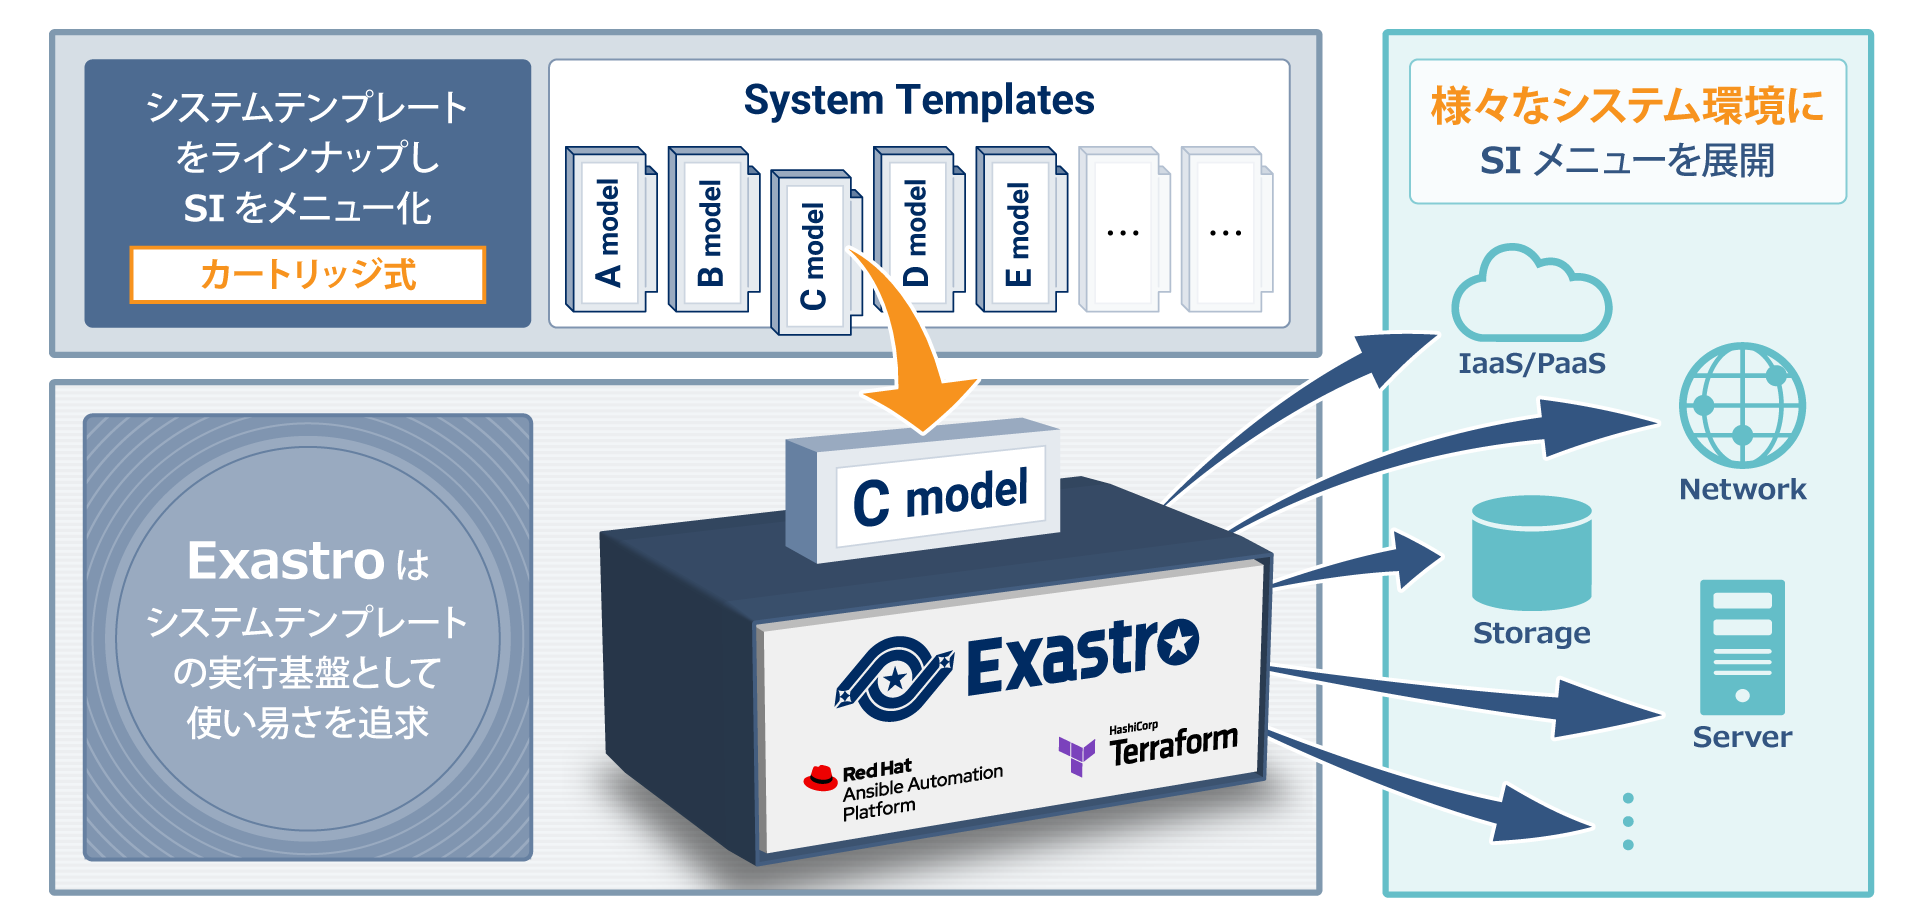 システムテンプレート
をラインナップし
SI をメニュー化
カートリッジ式
System Templates
A model
B model
C model
D model
E model
...
...
様々なシステム環境に
SI メニューを展開
IaaS/PaaS
Network
Storage
Server
Exastro は
システムテンプレート
の実行基盤として
使い易さを追求
C model
Exastro
Red Hat
Ansible Automation
Platform
HashiCorp
Terraform